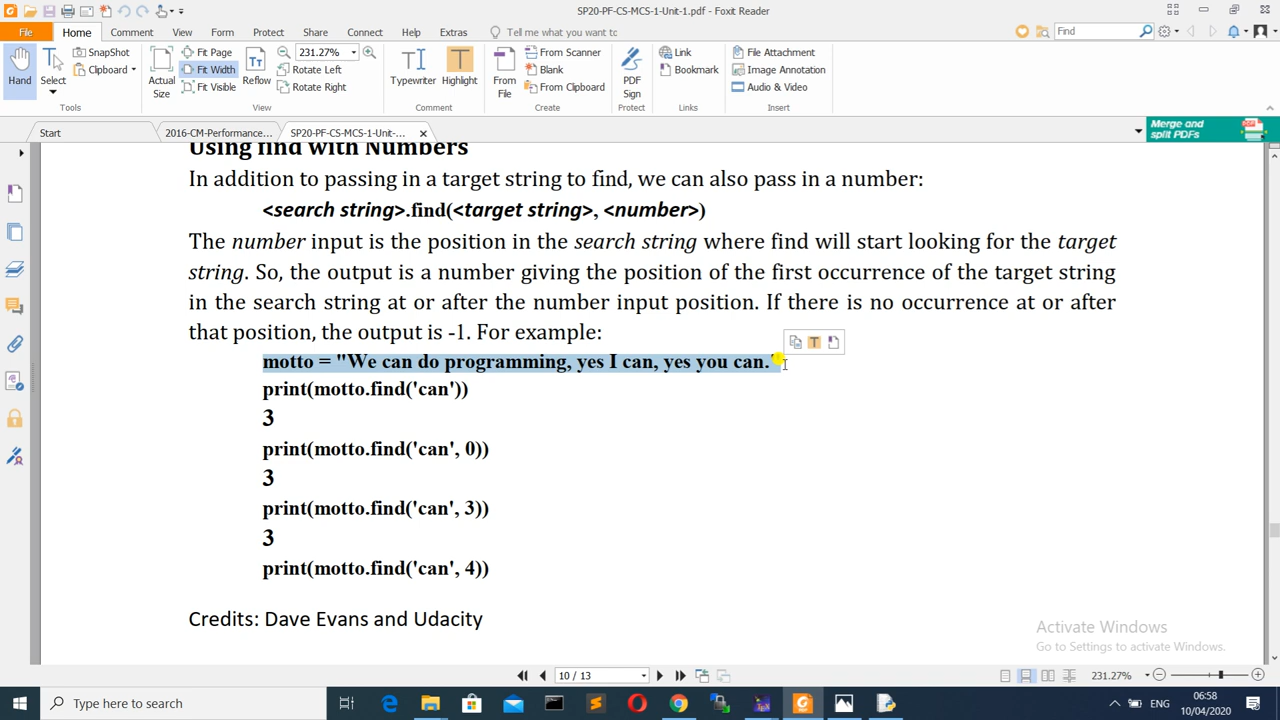 SP20-PF-CS-MCS-1-Unit-1.pdf - Foxit Reader
File Home Comment View Form Protect Share Connect Help Extras Tell me what you want to Find
Hand
Select
SnapShot
Clipboard
Actual Size
Fit Page
Fit Width
Fit Visible
Reflow
231.27%
Rotate Left
Rotate Right
Typewriter
Highlight
From File
From Scanner
Blank
From Clipboard
PDF Sign
Link
Bookmark
File Attachment
Image Annotation
Audio & Video
Tools View Comment Create Protect Links Insert
Start 2016-CM-Performance... SP20-PF-CS-MCS-1-Unit-...
Merge and
split PDFs
Using find with Numbers
In addition to passing in a target string to find, we can also pass in a number:
<search string>.find(<target string>, <number>)
The number input is the position in the search string where find will start looking for the target
string. So, the output is a number giving the position of the first occurrence of the target string
in the search string at or after the number input position. If there is no occurrence at or after
that position, the output is -1. For example:
motto = "We can do programming, yes I can, yes you can."
print(motto.find('can'))
3
print(motto.find('can', 0))
3
print(motto.find('can', 3))
3
print(motto.find('can', 4))
Credits: Dave Evans and Udacity
Activate Windows
Go to Settings to activate Windows.
10 / 13
231.27%
Type here to search
ENG
06:58
10/04/2020